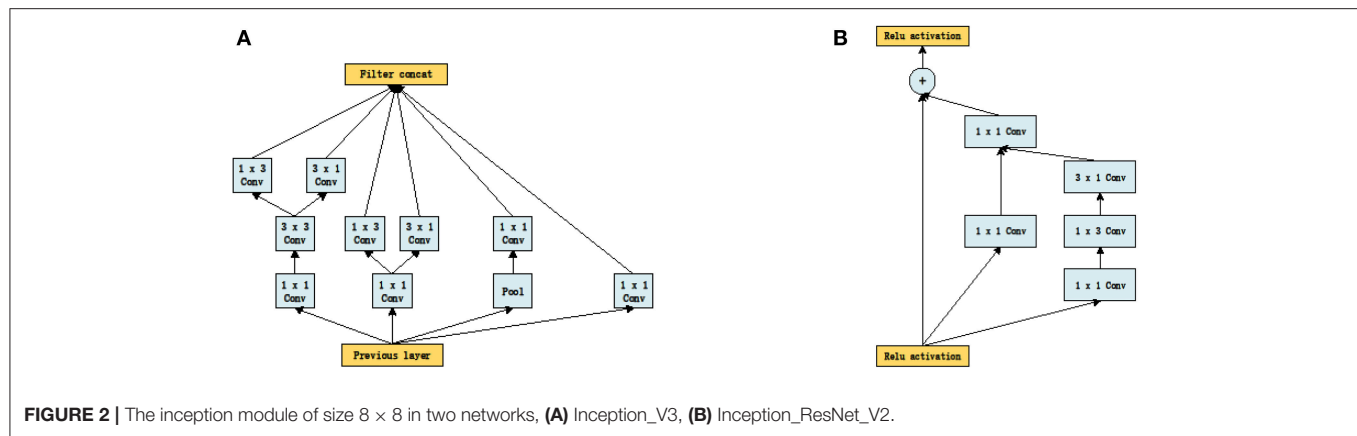 A
Filter concat
1 x 3
Conv
3 x 1
Conv
3 x 3
Conv
1 x 3
Conv
3 x 1
Conv
1 x 1
Conv
1 x 1
Conv
1 x 1
Conv
Pool
1 x 1
Conv
Previous layer
B
Relu activation
+
1 x 1 Conv
3 x 1 Conv
1 x 1 Conv
1 x 3 Conv
1 x 1 Conv
Relu activation
FIGURE 2 | The inception module of size 8 × 8 in two networks, (A) Inception_V3, (B) Inception_ResNet_V2.